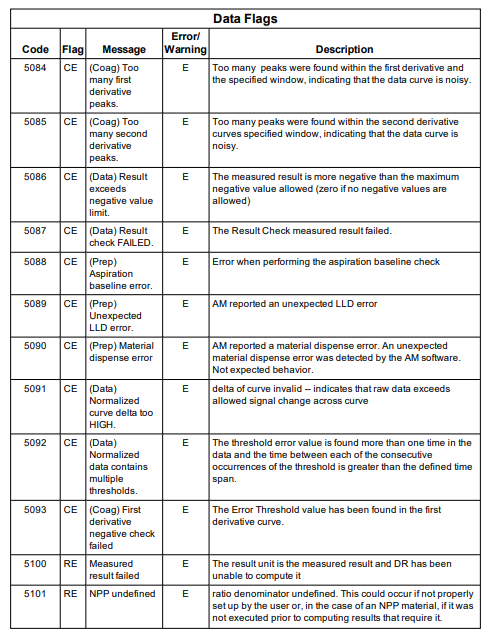 Data Flags
Code Flag Message Error/ Warning Description
5084 CE (Coag) Too many first derivative peaks. E Too many peaks were found within the first derivative and the specified window, indicating that the data curve is noisy.
5085 CE (Coag) Too many second derivative peaks. E Too many peaks were found within the second derivative curves specified window, indicating that the data curve is noisy.
5086 CE (Data) Result exceeds negative value limit. E The measured result is more negative than the maximum negative value allowed (zero if no negative values are allowed)
5087 CE (Data) Result check FAILED. E The Result Check measured result failed.
5088 CE (Prep) Aspiration baseline error. E Error when performing the aspiration baseline check
5089 CE (Prep) Unexpected LLD error. E AM reported an unexpected LLD error
5090 CE (Prep) Material dispense error E AM reported a material dispense error. An unexpected material dispense error was detected by the AM software. Not expected behavior.
5091 CE (Data) Normalized curve delta too HIGH. E delta of curve invalid -- indicates that raw data exceeds allowed signal change across curve
5092 CE (Data) Normalized data contains multiple thresholds. E The threshold error value is found more than one time in the data and the time between each of the consecutive occurrences of the threshold is greater than the defined time span.
5093 CE (Coag) First derivative negative check failed E The Error Threshold value has been found in the first derivative curve.
5100 RE Measured result failed E The result unit is the measured result and DR has been unable to compute it
5101 RE NPP undefined E ratio denominator undefined. This could occur if not properly set up by the user or, in the case of an NPP material, if it was not executed prior to computing results that require it.